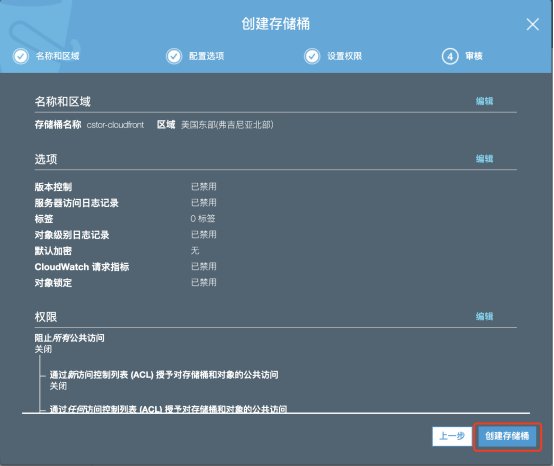 创建存储桶
名称和区域 配置选项 设置权限 4 审核
名称和区域 编辑
存储桶名称 cstor-cloudfront 区域 美国东部(弗吉尼亚北部)
选项 编辑
版本控制 已禁用
服务器访问日志记录 已禁用
标签 0 标签
对象级别日志记录 已禁用
默认加密 无
CloudWatch 请求指标 已禁用
对象锁定 已禁用
权限 编辑
阻止所有公共访问
关闭
通过新访问控制列表 (ACL) 授予对存储桶和对象的公共访问
关闭
通过任何访问控制列表 (ACL) 授予对存储桶和对象的公共访问
上一步 创建存储桶